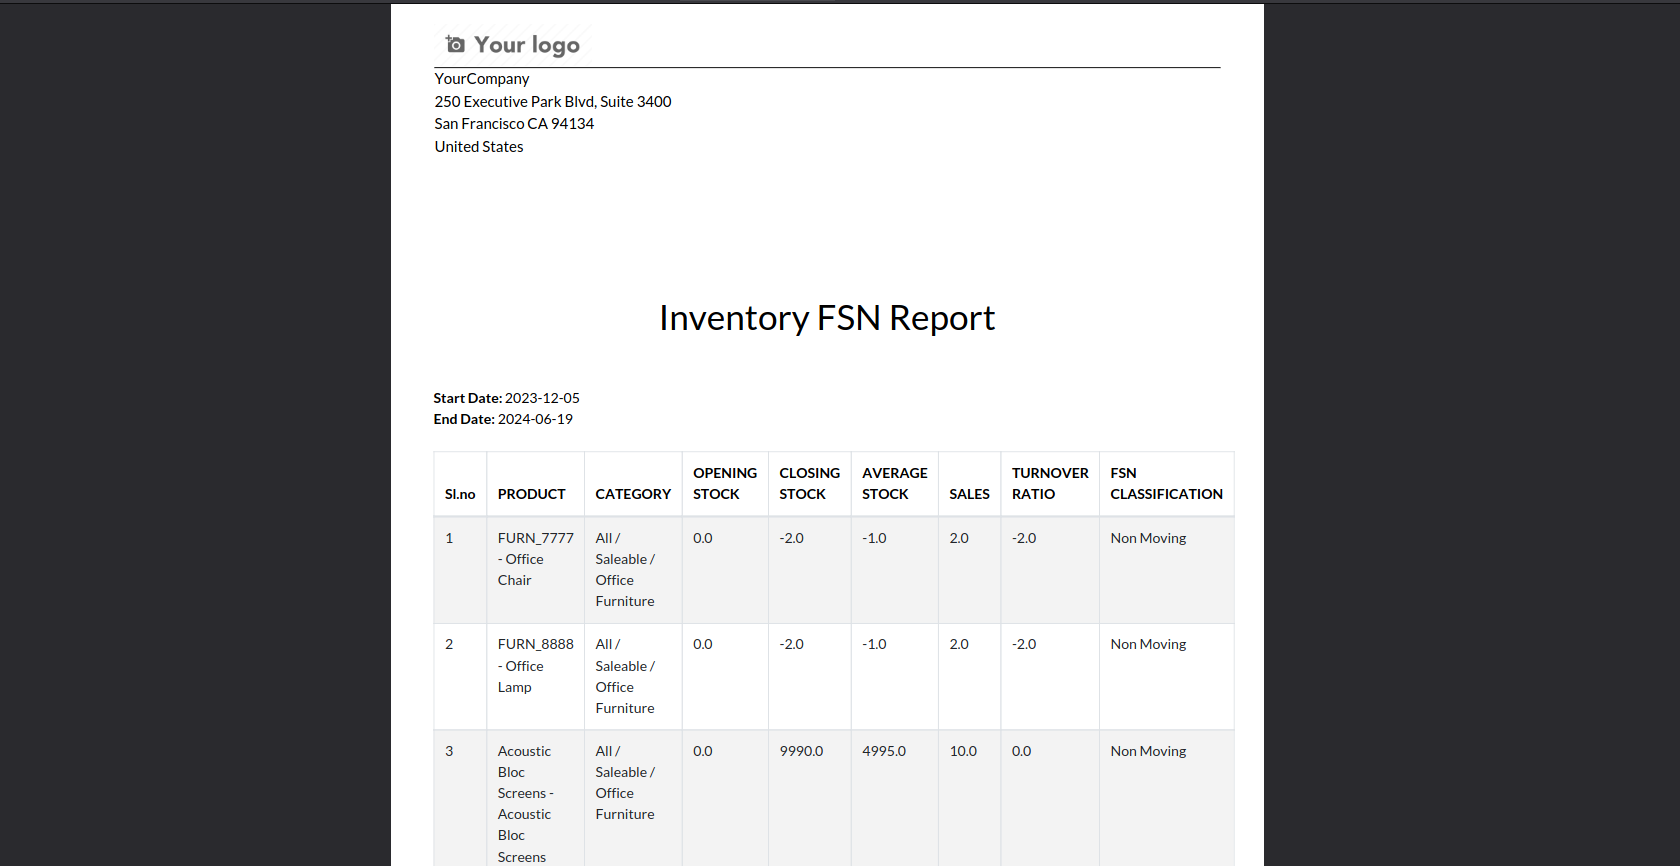 Your logo
YourCompany
250 Executive Park Blvd, Suite 3400
San Francisco CA 94134
United States
Inventory FSN Report
Start Date: 2023-12-05
End Date: 2024-06-19
Sl.no PRODUCT CATEGORY OPENING STOCK CLOSING STOCK AVERAGE STOCK SALES TURNOVER RATIO FSN CLASSIFICATION
1 FURN_7777 All / 0.0 -2.0 -1.0 2.0 -2.0 Non Moving
- Office Saleable /
Chair Office
Furniture
2 FURN_8888 All / 0.0 -2.0 -1.0 2.0 -2.0 Non Moving
- Office Saleable /
Lamp Office
Furniture
3 Acoustic All / 0.0 9990.0 4995.0 10.0 0.0 Non Moving
Bloc Saleable /
Screens - Office
Acoustic Furniture
Bloc
Screens